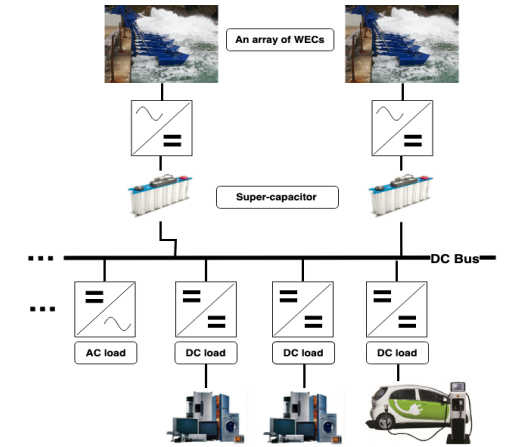 An array of WECs
Super-capacitor
DC Bus
AC load
DC load
DC load
DC load